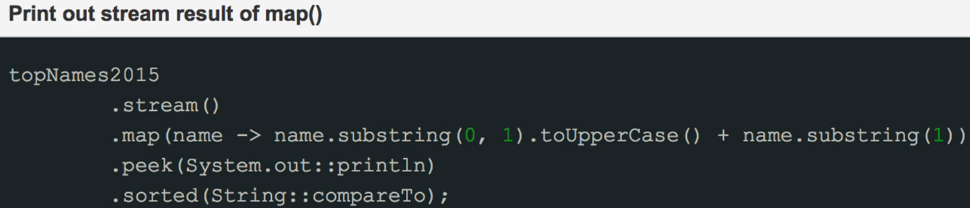 Print out stream result of map()
topNames2015
.stream()
.map(name -> name.substring(0, 1).toUpperCase() + name.substring(1))
.peek(System.out::println)
.sorted(String::compareTo);